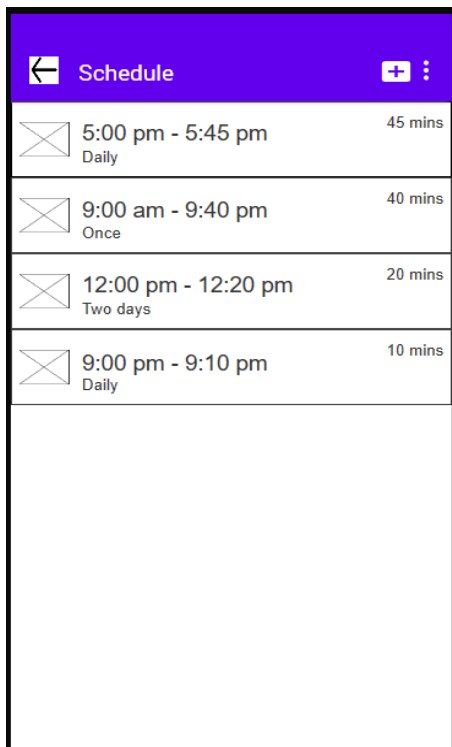 Schedule
5:00 pm - 5:45 pm
45 mins
Daily
9:00 am - 9:40 pm
40 mins
Once
12:00 pm - 12:20 pm
20 mins
Two days
9:00 pm - 9:10 pm
10 mins
Daily